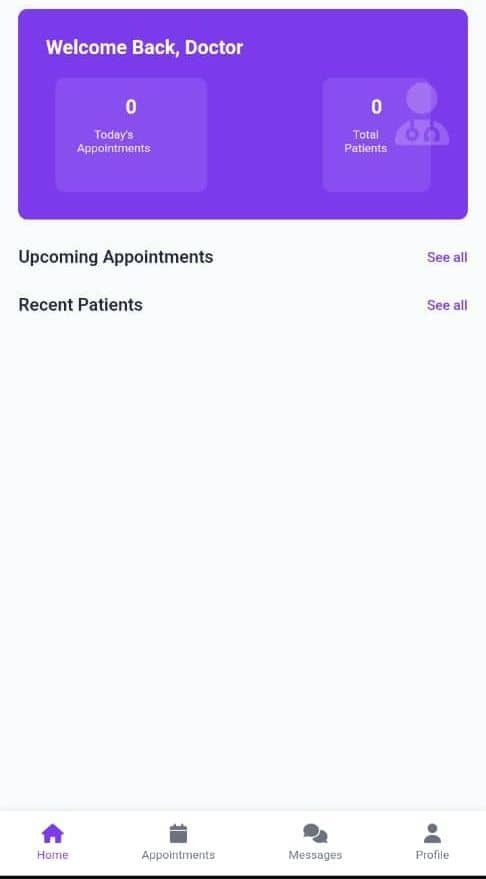 Welcome Back, Doctor
0
Today's
Appointments
0
Total
Patients
Upcoming Appointments
See all
Recent Patients
See all
Home
Appointments
Messages
Profile